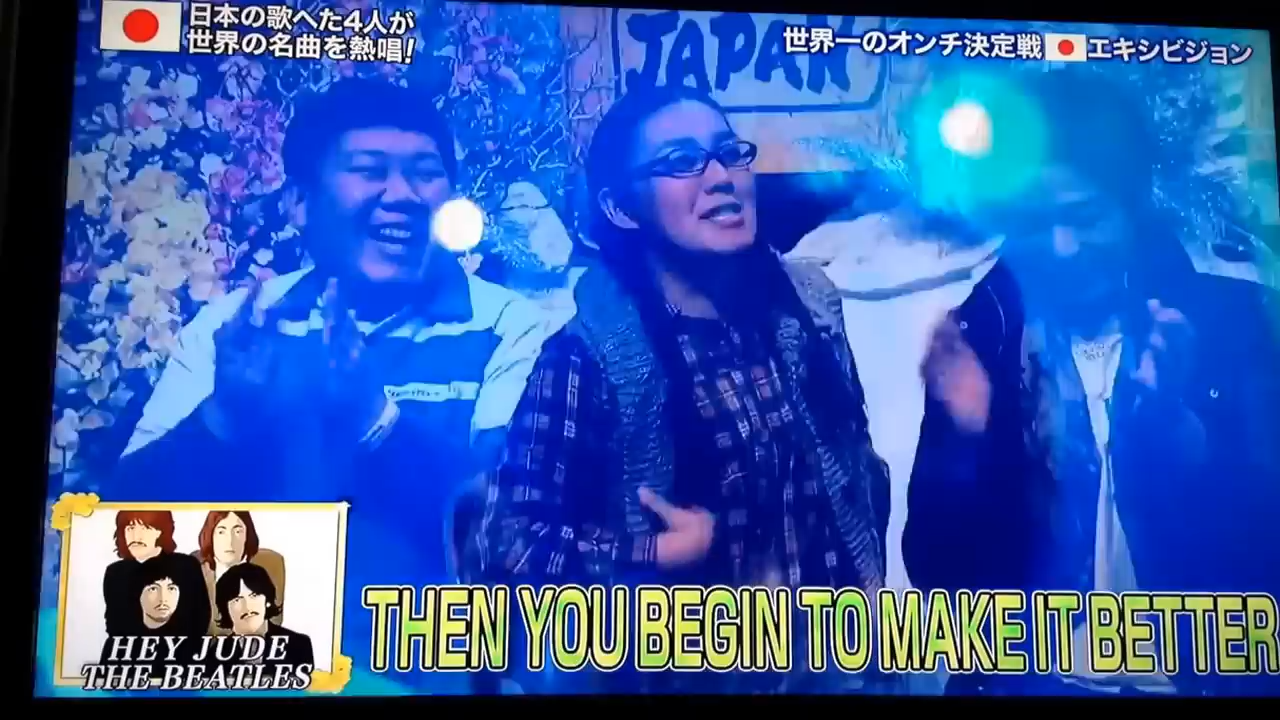 日本の歌へた4人が
世界の名曲を熱唱!
JAPAN
世界一のオンチ決定戦
エキシビジョン
HEY JUDE
THE BEATLES
THEN YOU BEGIN TO MAKE IT BETTER